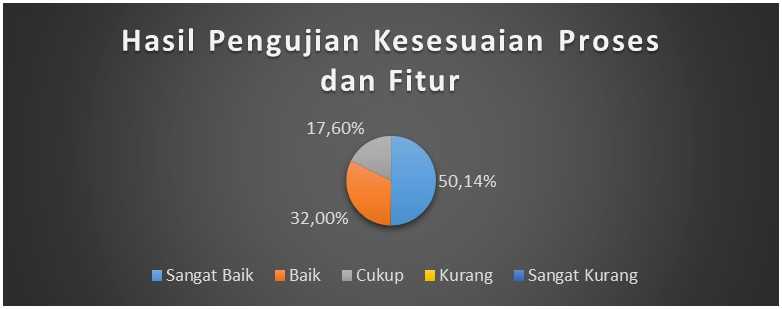 Hasil Pengujian Kesesuaian Proses
dan Fitur
17,60%
50,14%
32,00%
Sangat Baik Baik Cukup Kurang Sangat Kurang